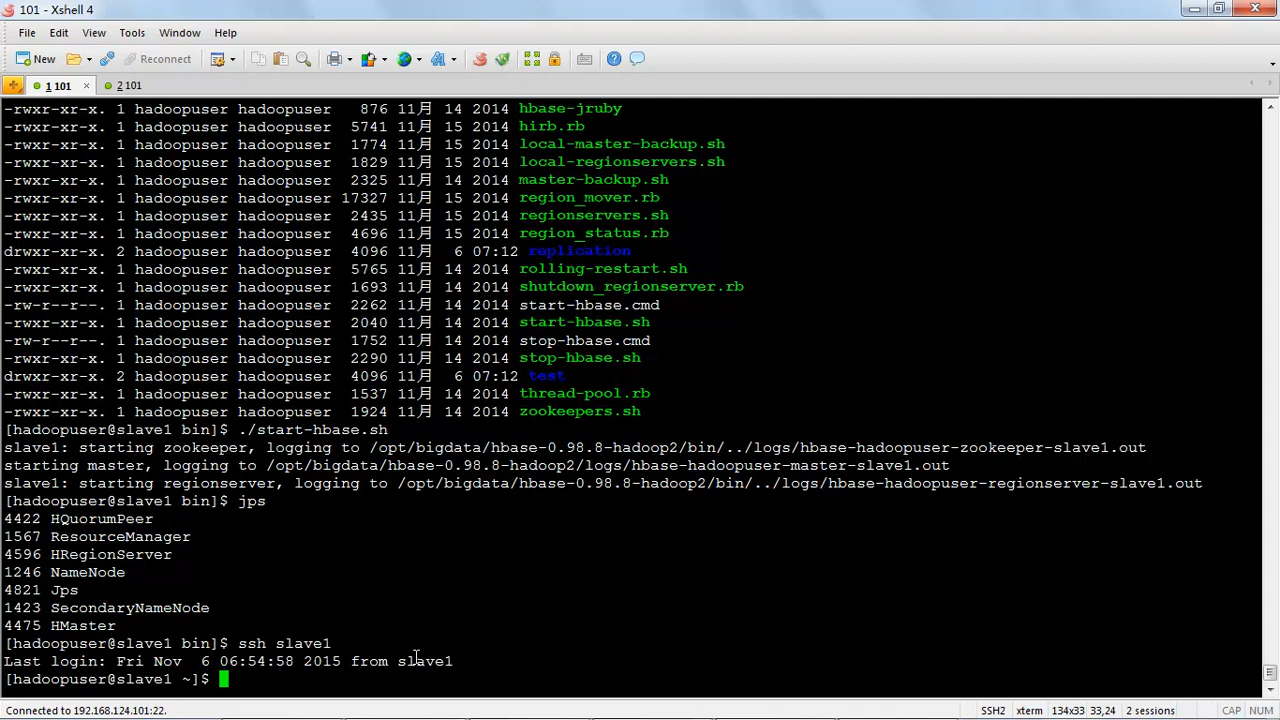 101 - Xshell 4
File Edit View Tools Window Help
New Reconnect
1 101 2 101
-rwxr-xr-x. 1 hadoopuser hadoopuser 876 11月 14 2014 hbase-jruby
-rwxr-xr-x. 1 hadoopuser hadoopuser 5741 11月 15 2014 hirb.rb
-rwxr-xr-x. 1 hadoopuser hadoopuser 1774 11月 15 2014 local-master-backup.sh
-rwxr-xr-x. 1 hadoopuser hadoopuser 1829 11月 15 2014 local-regionservers.sh
-rwxr-xr-x. 1 hadoopuser hadoopuser 2325 11月 14 2014 master-backup.sh
-rwxr-xr-x. 1 hadoopuser hadoopuser 17327 11月 15 2014 region_mover.rb
-rwxr-xr-x. 1 hadoopuser hadoopuser 2435 11月 15 2014 regionservers.sh
-rwxr-xr-x. 1 hadoopuser hadoopuser 4696 11月 15 2014 region_status.rb
drwxr-xr-x. 2 hadoopuser hadoopuser 4096 11月 6 07:12 replication
-rwxr-xr-x. 1 hadoopuser hadoopuser 5765 11月 14 2014 rolling-restart.sh
-rwxr-xr-x. 1 hadoopuser hadoopuser 1693 11月 14 2014 shutdown_regionserver.rb
-rw-r--r--. 1 hadoopuser hadoopuser 2262 11月 14 2014 start-hbase.cmd
-rwxr-xr-x. 1 hadoopuser hadoopuser 2040 11月 14 2014 start-hbase.sh
-rw-r--r--. 1 hadoopuser hadoopuser 1752 11月 14 2014 stop-hbase.cmd
-rwxr-xr-x. 1 hadoopuser hadoopuser 2290 11月 14 2014 stop-hbase.sh
drwxr-xr-x. 2 hadoopuser hadoopuser 4096 11月 6 07:12 test
-rwxr-xr-x. 1 hadoopuser hadoopuser 1537 11月 14 2014 thread-pool.rb
-rwxr-xr-x. 1 hadoopuser hadoopuser 1924 11月 14 2014 zookeepers.sh
[hadoopuser@slave1 bin]$ ./start-hbase.sh
slave1: starting zookeeper, logging to /opt/bigdata/hbase-0.98.8-hadoop2/bin/../logs/hbase-hadoopuser-zookeeper-slave1.out
starting master, logging to /opt/bigdata/hbase-0.98.8-hadoop2/logs/hbase-hadoopuser-master-slave1.out
slave1: starting regionserver, logging to /opt/bigdata/hbase-0.98.8-hadoop2/bin/../logs/hbase-hadoopuser-regionserver-slave1.out
[hadoopuser@slave1 bin]$ jps
4422 HQuorumPeer
1567 ResourceManager
4596 HRegionServer
1246 NameNode
4821 Jps
1423 SecondaryNameNode
4475 HMaster
[hadoopuser@slave1 bin]$ ssh slave1
Last login: Fri Nov 6 06:54:58 2015 from slave1
[hadoopuser@slave1 ~]$
Connected to 192.168.124.101:22. SSH2 xterm 134x33 33,24 2 sessions CAP NUM